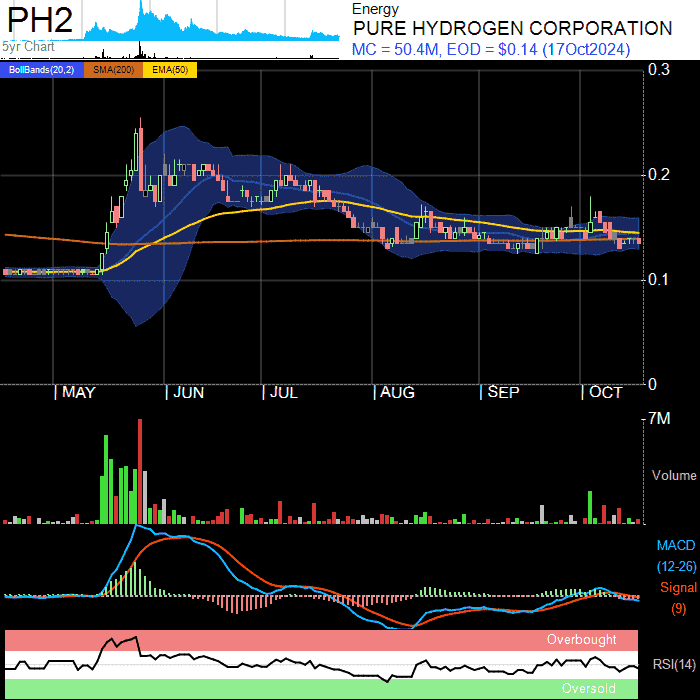 PH2
5yr Chart
Energy
PURE HYDROGEN CORPORATION
MC = 50.4M, EOD = $0.14 (17Oct2024)
BollBands(20,2) SMA(200) EMA(50)
0.3
0.2
0.1
0
MAY JUN JUL AUG SEP OCT
7M
Volume
MACD
(12-26)
Signal
(9)
Overbought
RSI(14)
Oversold